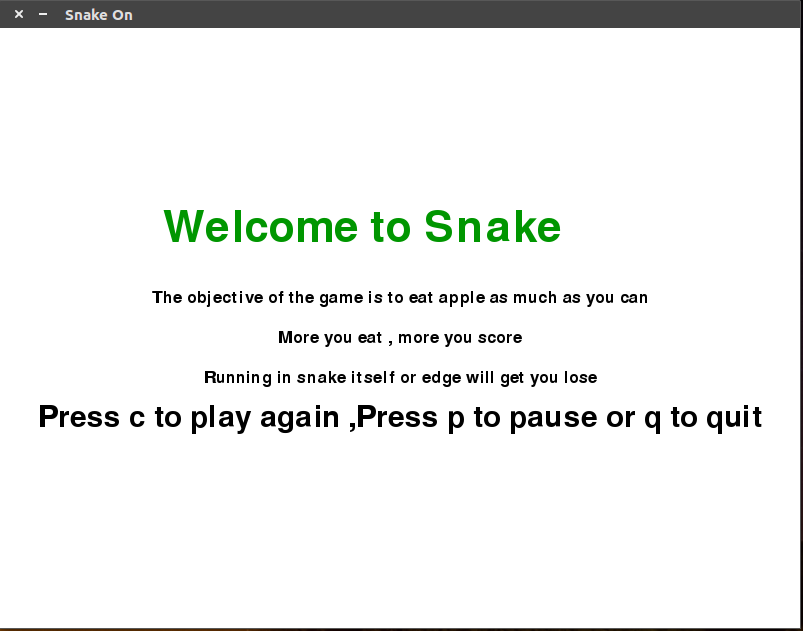 Snake On
Welcome to Snake
The objective of the game is to eat apple as much as you can
More you eat , more you score
Running in snake itself or edge will get you lose
Press c to play again ,Press p to pause or q to quit